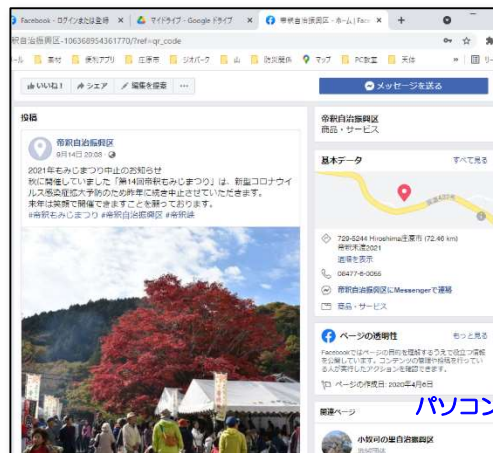 Facebook - ログインまたは登録
マイドライブ - Google ドライブ
帝釈自治振興区 - ホーム | Face
釈自治振興区-106368954361770/?ref=qr_code
ール
素材
便利アプリ
庄原市
ジオパーク
山
防災関係
マップ
PC教室
天体
いいね!
シェア
編集を提案
メッセージを送る
投稿
帝釈自治振興区
9月14日 20:08
2021年もみじまつり中止のお知らせ
秋に開催していました「第14回帝釈もみじまつり」は、新型コロナウイ
ルス感染症拡大予防のため昨年に続き中止させていただきます。
来年は笑顔で開催できますことを願っております。
#帝釈もみじまつり #帝釈自治振興区 #帝釈峡
帝釈自治振興区
商品・サービス
基本データ
すべて見る
729-5244 Hiroshima庄原市 (72.46 km)
帝釈未渡2021
道順を表示
08477-6-0055
帝釈自治振興区にMessengerで連絡
商品・サービス
ページの透明性
もっと見る
Facebookではページの目的を理解するうえで役立つ情報
を公開しています。コンテンツの管理や投稿を行ってい
る人が実行したアクションを確認できます。
ページの作成日: 2020年4月6日
関連ページ
パソコン
小奴可の里自治振興区